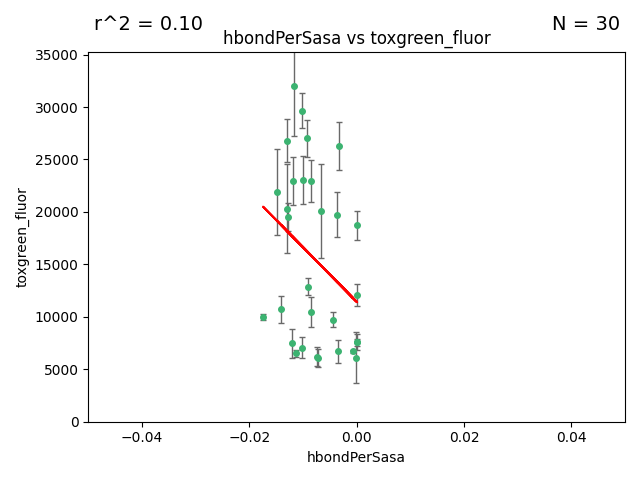 r^2 = 0.10
N = 30
hbondPerSasa vs toxgreen_fluor
35000
30000
25000
20000
15000
10000
5000
0
toxgreen_fluor
−0.04
−0.02
0.00
0.02
0.04
hbondPerSasa